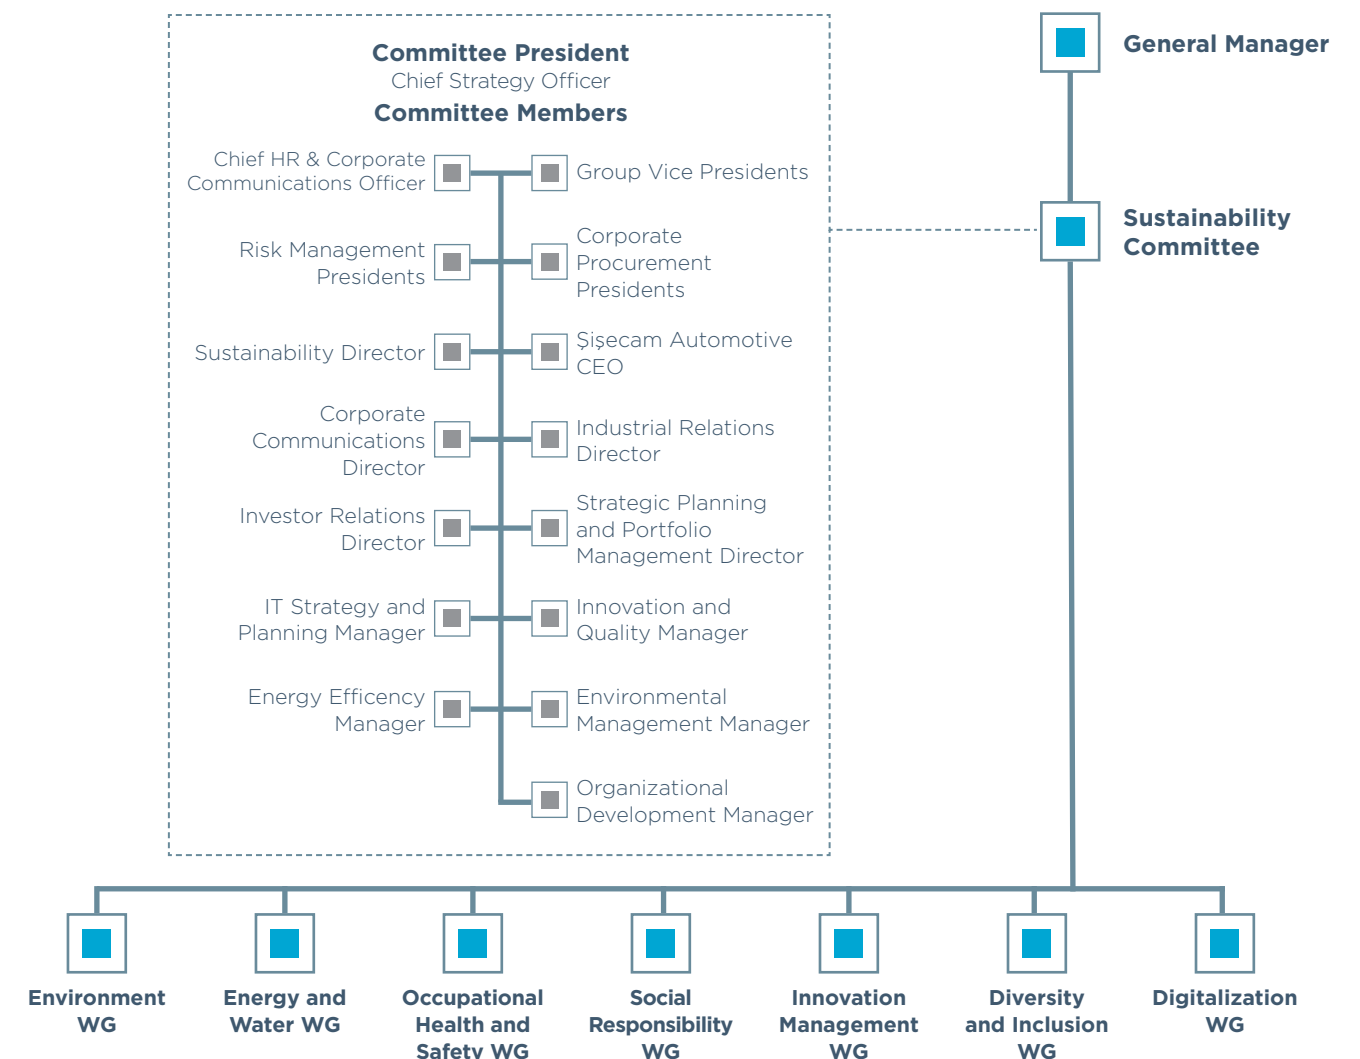 Committee President
Chief Strategy Officer
Committee Members
Chief HR & Corporate
Communications Officer
Group Vice Presidents
Risk Management
Presidents
Corporate
Procurement
Presidents
Sustainability Director
Şişecam Automotive
CEO
Corporate
Communications
Director
Industrial Relations
Director
Investor Relations
Director
Strategic Planning
and Portfolio
Management Director
IT Strategy and
Planning Manager
Innovation and
Quality Manager
Energy Efficency
Manager
Environmental
Management Manager
Organizational
Development Manager
General Manager
Sustainability
Committee
Environment
WG
Energy and
Water WG
Occupational
Health and
Safety WG
Social
Responsibility
WG
Innovation
Management
WG
Diversity
and Inclusion
WG
Digitalization
WG